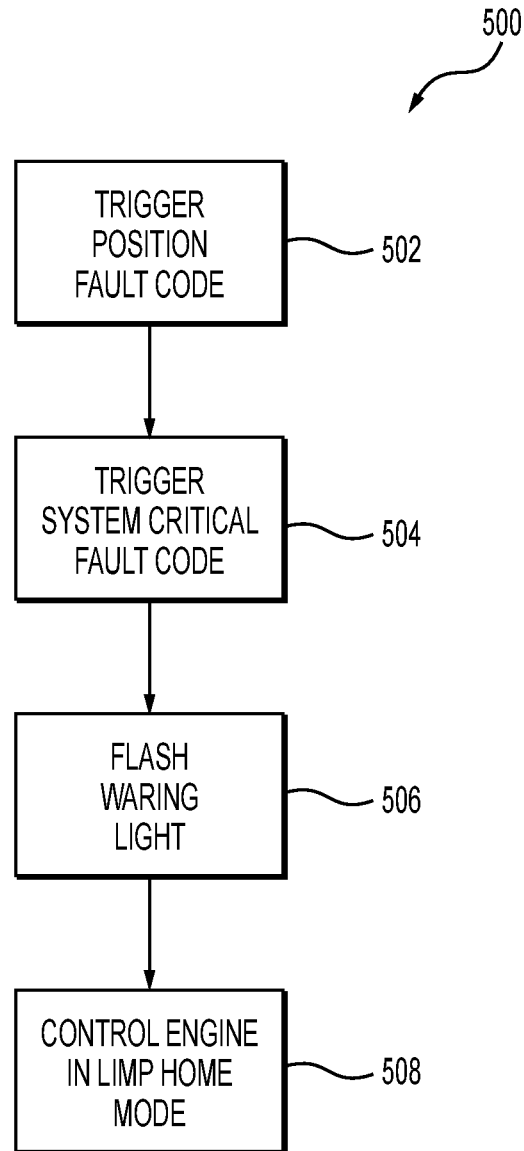 500
TRIGGER
POSITION
FAULT CODE
502
TRIGGER
SYSTEM CRITICAL
FAULT CODE
504
FLASH
WARING
LIGHT
506
CONTROL ENGINE
IN LIMP HOME
MODE
508